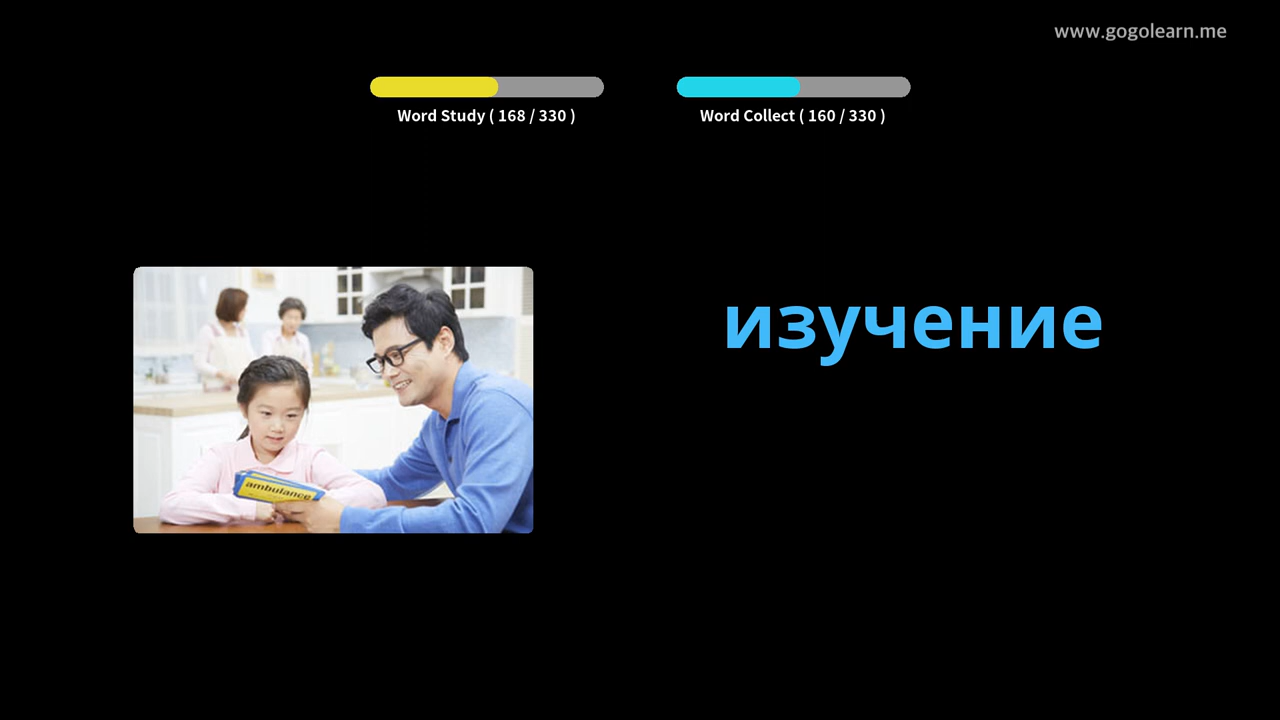 www.gogolearn.me
Word Study ( 168 / 330 )
Word Collect ( 160 / 330 )
изучение
ambulance